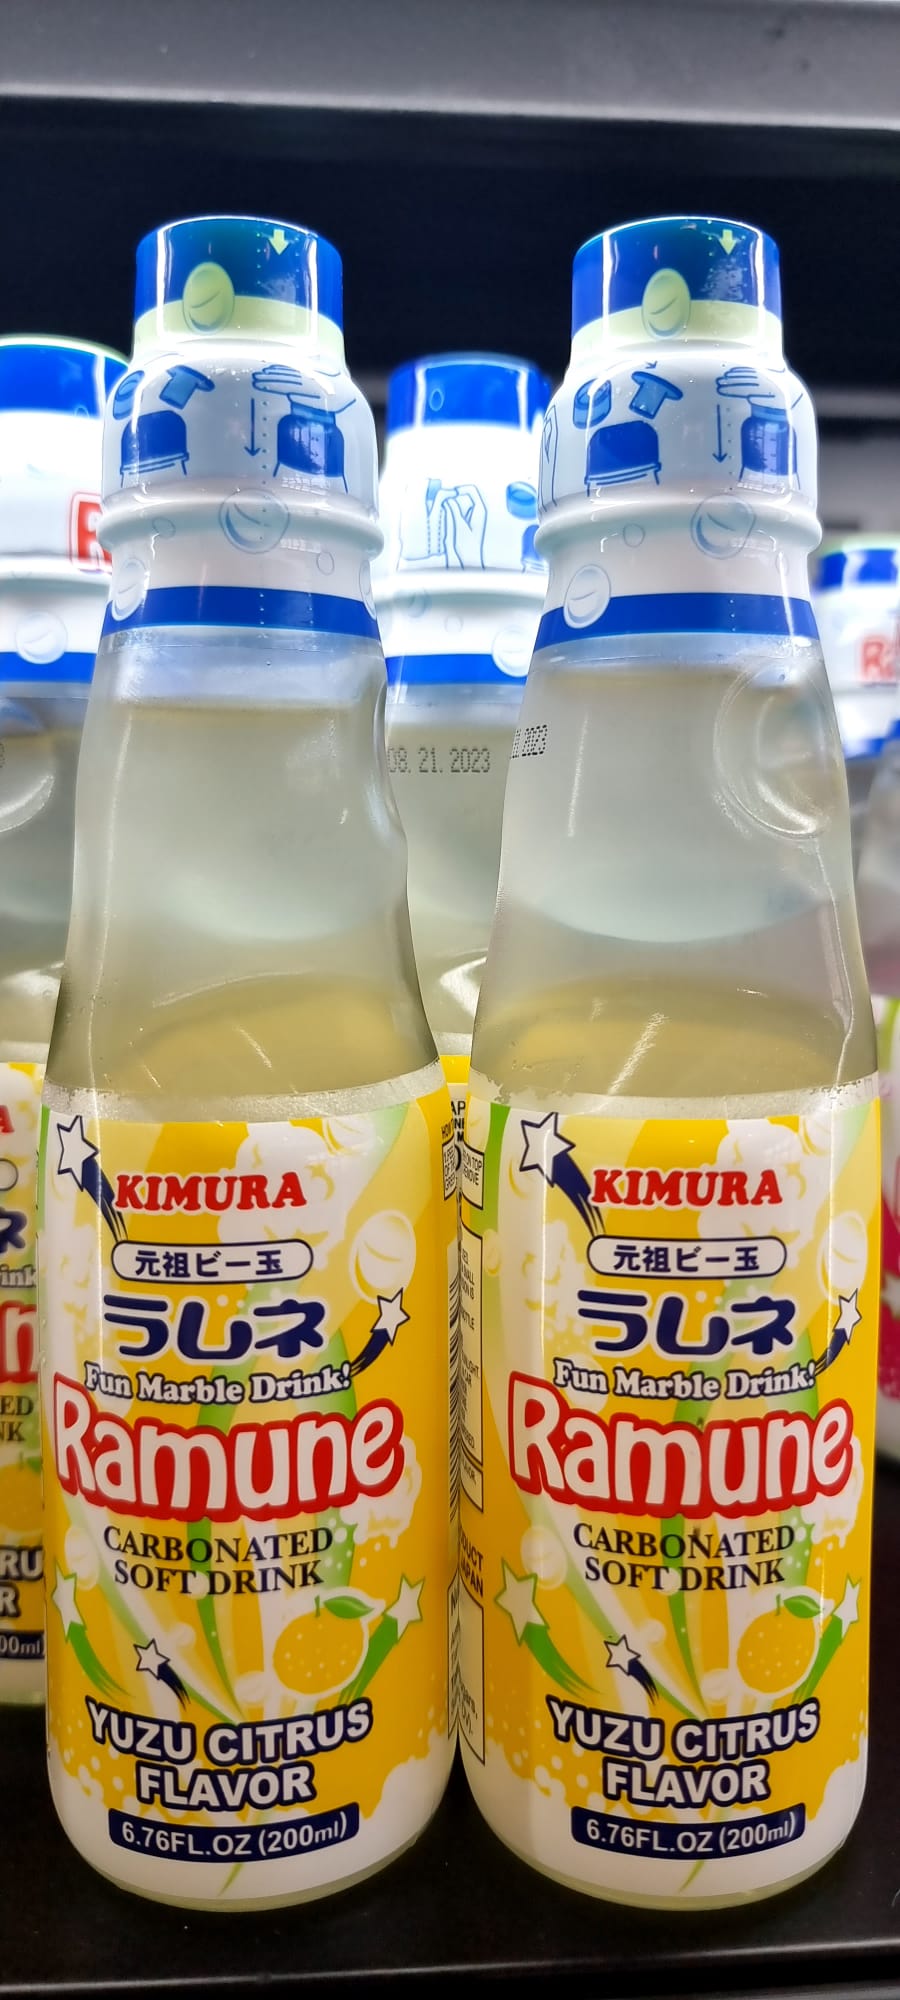 08. 21. 2023
KIMURA
元祖ビー玉
ラムネ
Fun Marble Drink!
Ramune
CARBONATED
SOFT DRINK
YUZU CITRUS
FLAVOR
6.76FL.OZ (200ml)
KIMURA
元祖ビー玉
ラムネ
Fun Marble Drink!
Ramune
CARBONATED
SOFT DRINK
YUZU CITRUS
FLAVOR
6.76FL.OZ (200ml)